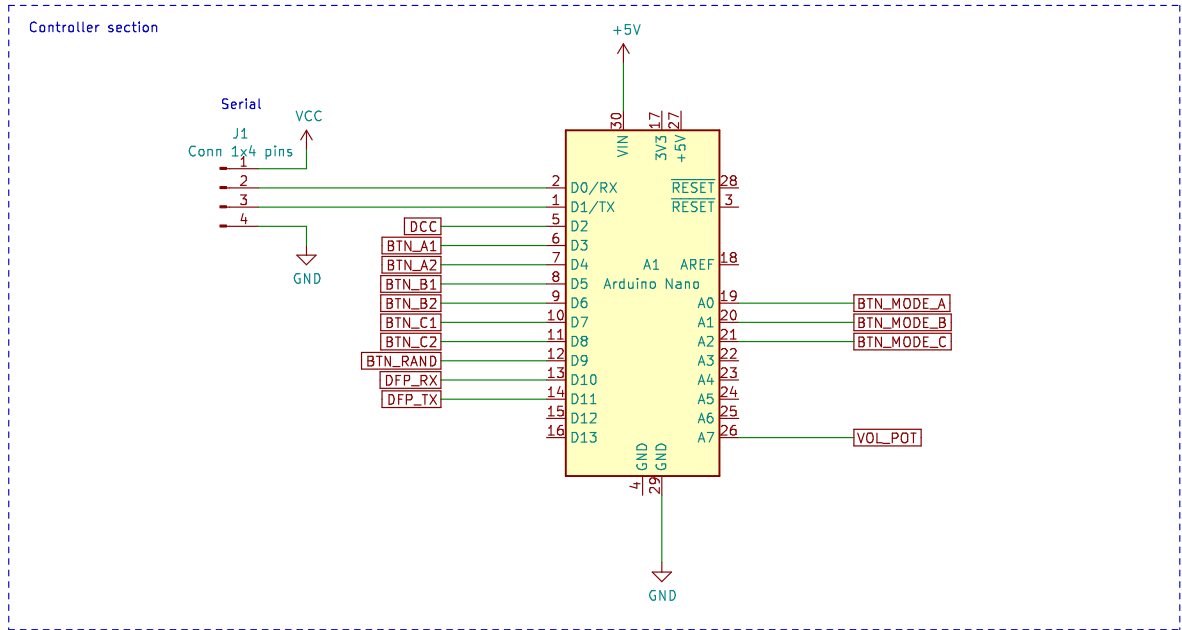 Controller section
+5V
Serial
VCC
J1
Conn 1x4 pins
1
2
3
4
GND
30
17
27
VIN
3V3
+5V
2 D0/RX
1 D1/TX
DCC 5 D2
BTN_A1 6 D3
BTN_A2 7 D4
BTN_B1 8 D5
BTN_B2 9 D6
BTN_C1 10 D7
BTN_C2 11 D8
BTN_RAND 12 D9
DFP_RX 13 D10
DFP_TX 14 D11
15 D12
16 D13
A1
Arduino Nano
RESET 28
RESET 3
AREF 18
A0 19 BTN_MODE_A
A1 20 BTN_MODE_B
A2 21 BTN_MODE_C
A3 22
A4 23
A5 24
A6 25
A7 26 VOL_POT
GND
GND
4
29
GND